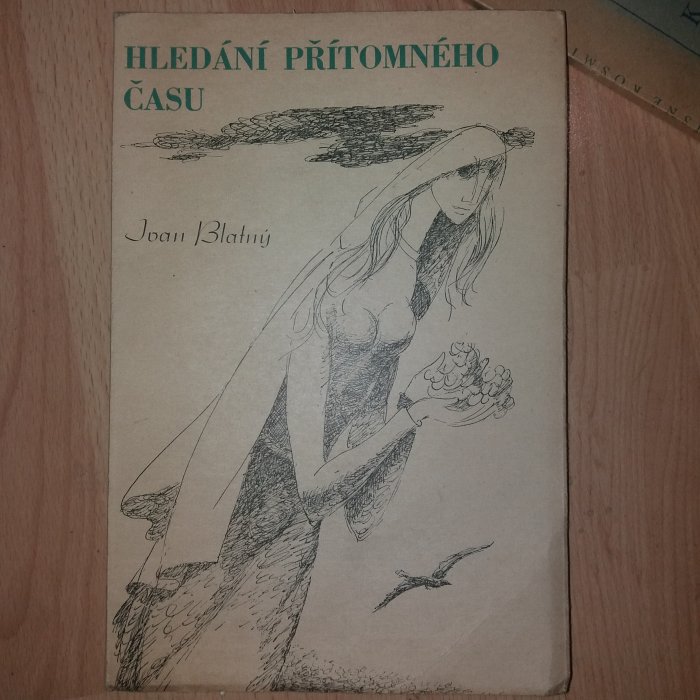 HLEDÁNÍ PŘÍTOMNÉHO
ČASU
Ivan Blatný